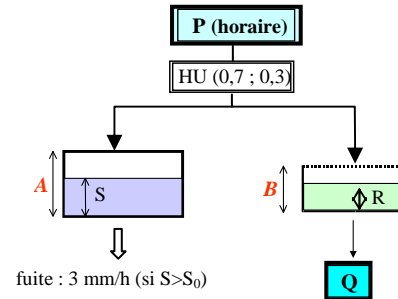 P (horaire)
HU (0,7 ; 0,3)
A
S
B
R
fuite : 3 mm/h (si S>S₀)
Q